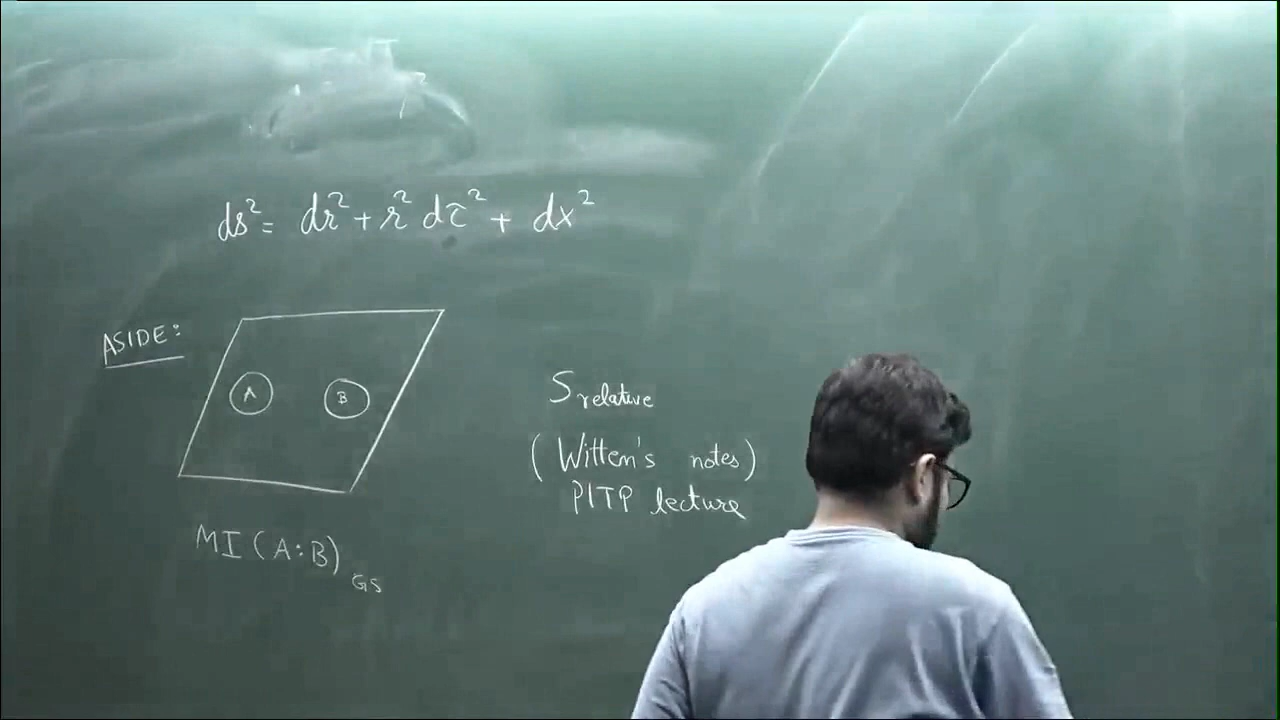 ds² = dr² + r² dτ² + dx²
ASIDE:
A B
S relative
(Witten's notes)
PITP lecture
MI(A:B) GS